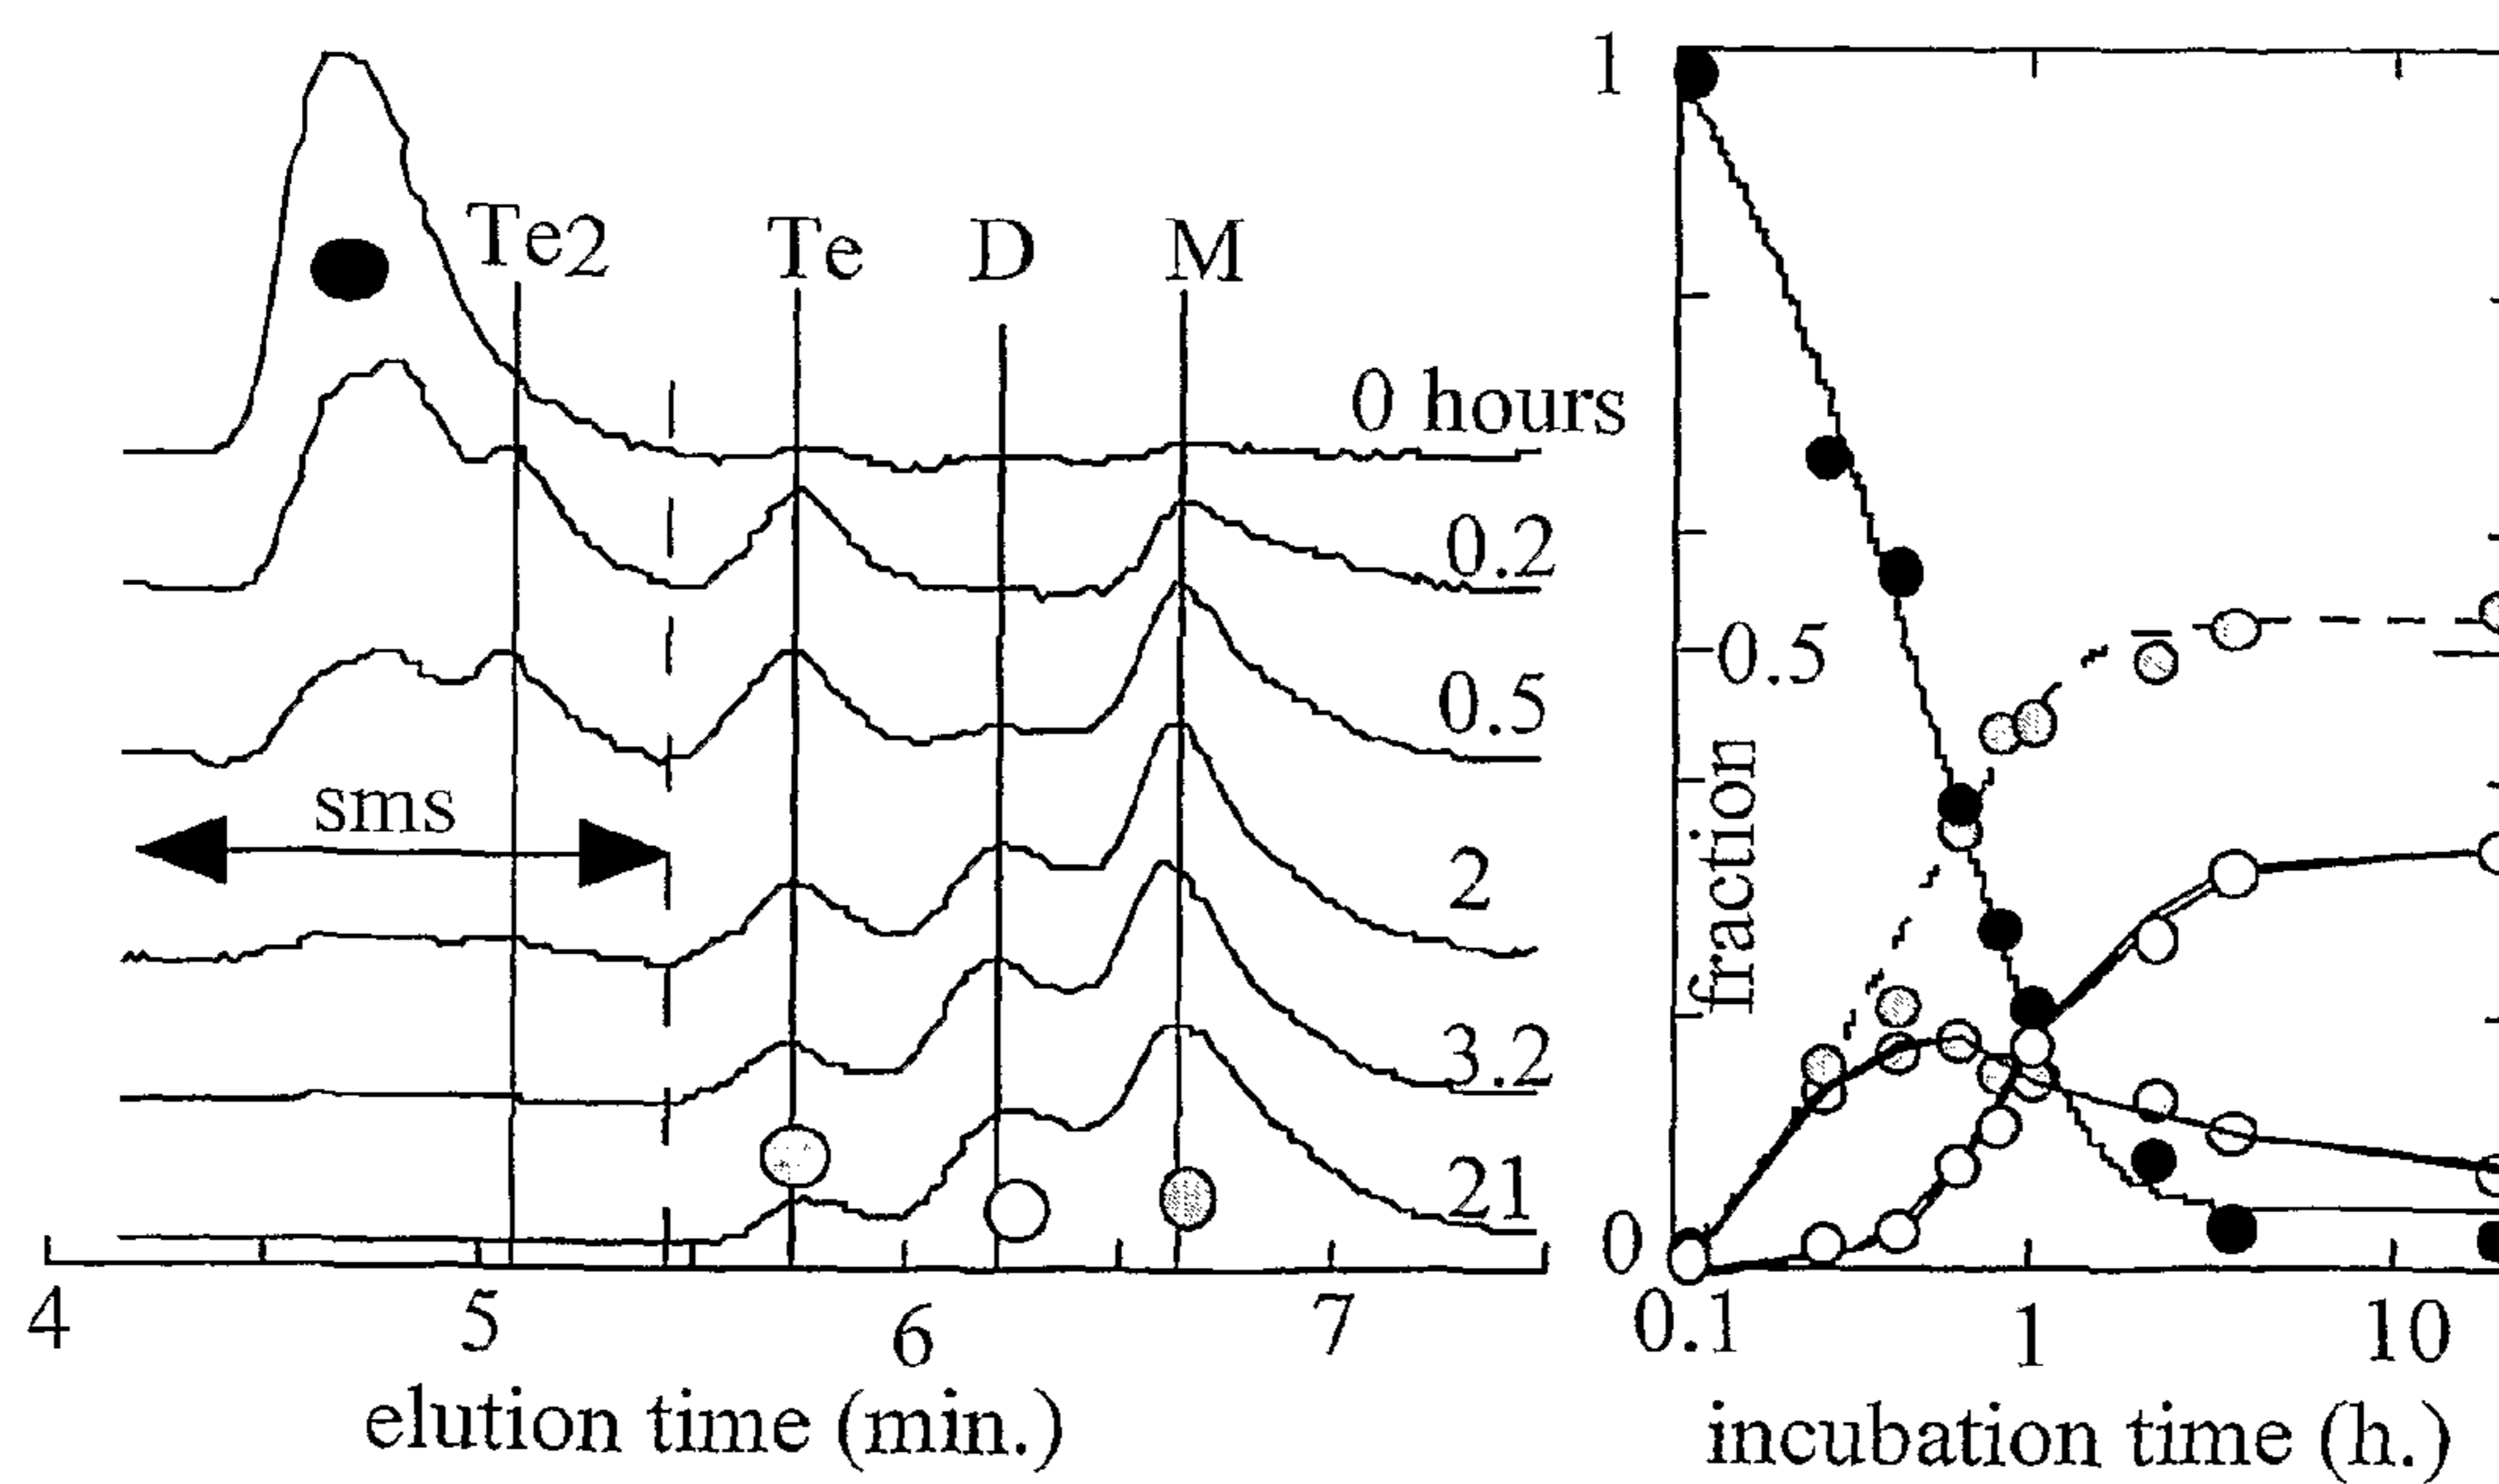 1
Te2 Te D M
0 hours
0.2
0.5
0.5
fraction
sms
2
3.2
21
0
4 5 6 7
0.1 1 10
elution time (min.)
incubation time (h.)